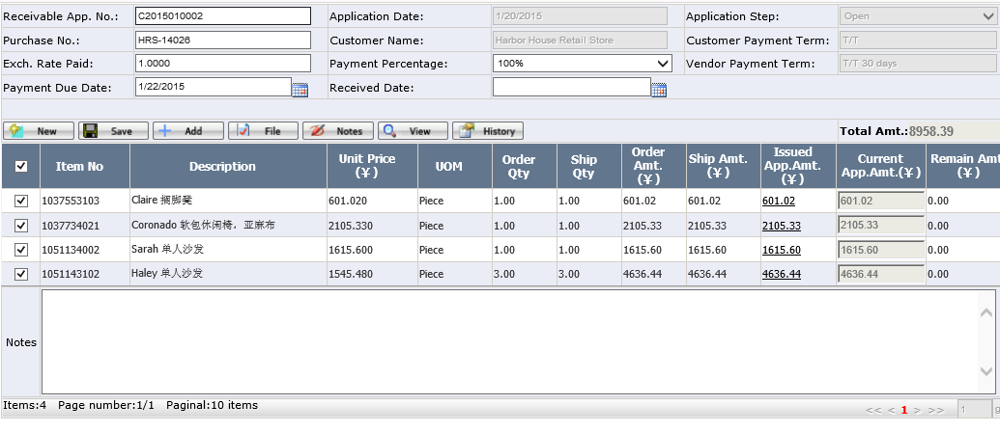 Receivable App. No.: C2015010002 Application Date: 1/20/2015 Application Step: Open
Purchase No.: HRS-14026 Customer Name: Harbor House Retail Store Customer Payment Term: T/T
Exch. Rate Paid: 1.0000 Payment Percentage: 100% Vendor Payment Term: T/T 30 days
Payment Due Date: 1/22/2015 Received Date:
New Save Add File Notes View History Total Amt.:8958.39
Item No Description Unit Price (¥) UOM Order Qty Ship Qty Order Amt. (¥) Ship Amt. (¥) Issued App.Amt. (¥) Current App.Amt.(¥) Remain Amt (¥)
1037553103 Claire 搁脚凳 601.020 Piece 1.00 1.00 601.02 601.02 601.02 601.02 0.00
1037734021 Coronado 软包休闲椅，亚麻布 2105.330 Piece 1.00 1.00 2105.33 2105.33 2105.33 2105.33 0.00
1051134002 Sarah 单人沙发 1615.600 Piece 1.00 1.00 1615.60 1615.60 1615.60 1615.60 0.00
1051143102 Haley 单人沙发 1545.480 Piece 3.00 3.00 4636.44 4636.44 4636.44 4636.44 0.00
Notes
Items:4 Page number:1/1 Paginal:10 items << < 1 > >> 1